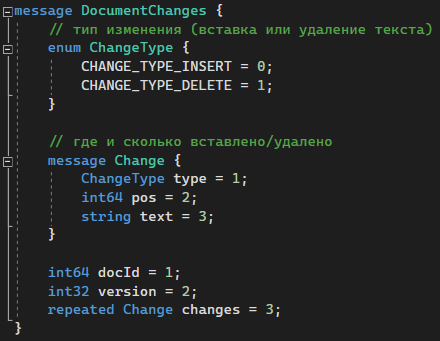 message DocumentChanges {
// тип изменения (вставка или удаление текста)
enum ChangeType {
CHANGE_TYPE_INSERT = 0;
CHANGE_TYPE_DELETE = 1;
}
// где и сколько вставлено/удалено
message Change {
ChangeType type = 1;
int64 pos = 2;
string text = 3;
}
int64 docId = 1;
int32 version = 2;
repeated Change changes = 3;
}